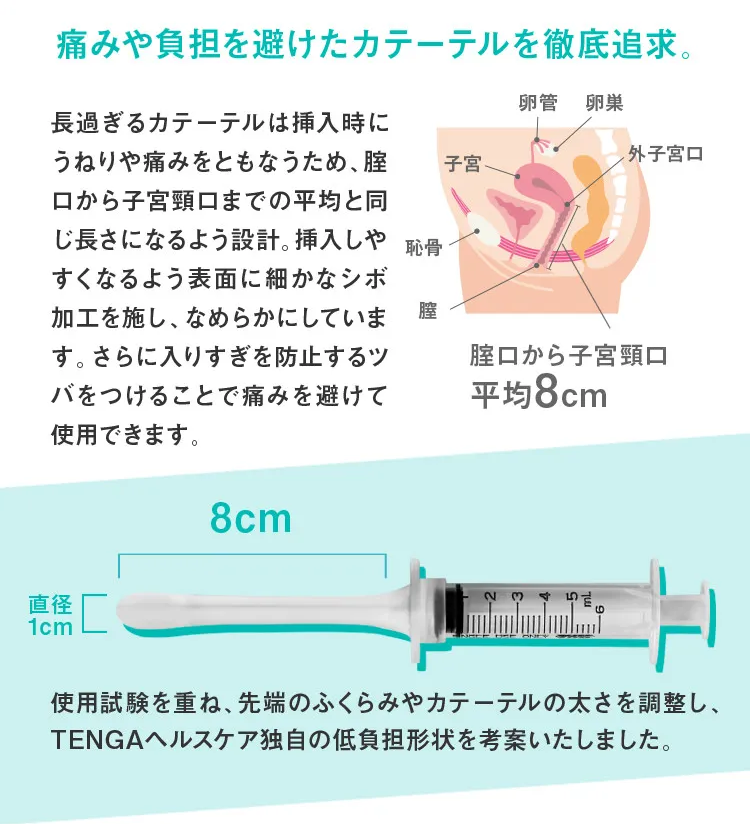 痛みや負担を避けたカテーテルを徹底追求。
長過ぎるカテーテルは挿入時に
うねりや痛みをともなうため、腟
口から子宮頸口までの平均と同
じ長さになるよう設計。挿入しや
すくなるよう表面に細かなシボ
加工を施し、なめらかにしていま
す。さらに入りすぎを防止するツ
バをつけることで痛みを避けて
使用できます。
卵管
卵巣
子宮
外子宮口
恥骨
膣
腟口から子宮頸口
平均8cm
8cm
直径
1cm
1 2 3 4 5 6
mL
使用試験を重ね、先端のふくらみやカテーテルの太さを調整し、
TENGAヘルスケア独自の低負担形状を考案いたしました。